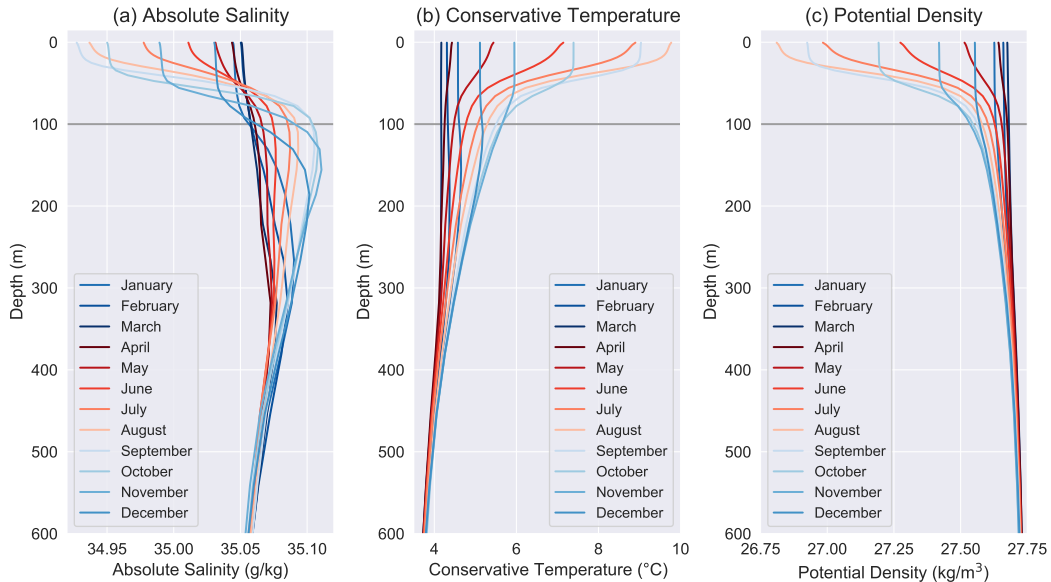 (a) Absolute Salinity
0
100
200
300
400
500
600
Depth (m)
January
February
March
April
May
June
July
August
September
October
November
December
34.95
35.00
35.05
35.10
Absolute Salinity (g/kg)
(b) Conservative Temperature
0
100
200
300
400
500
600
Depth (m)
January
February
March
April
May
June
July
August
September
October
November
December
4
6
8
10
Conservative Temperature (°C)
(c) Potential Density
0
100
200
300
400
500
600
Depth (m)
January
February
March
April
May
June
July
August
September
October
November
December
26.75
27.00
27.25
27.50
27.75
Potential Density (kg/m³)